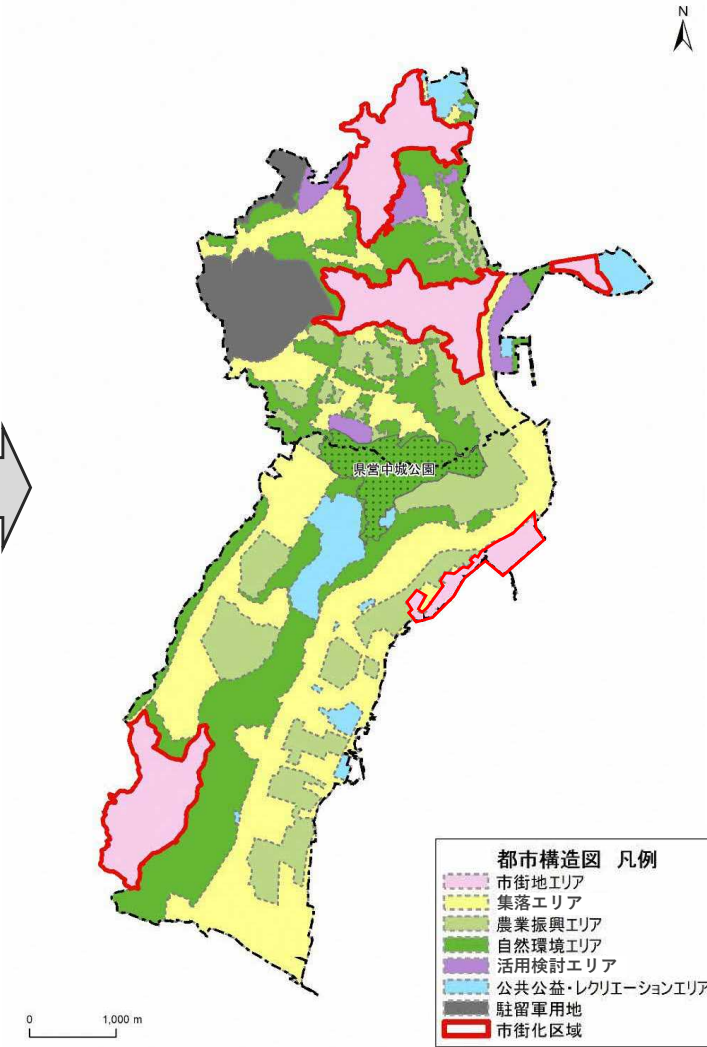 N
県営中城公園
都市構造図 凡例
市街地エリア
集落エリア
農業振興エリア
自然環境エリア
活用検討エリア
公共公益・レクリエーションエリア
駐留軍用地
市街化区域
0 1,000 m